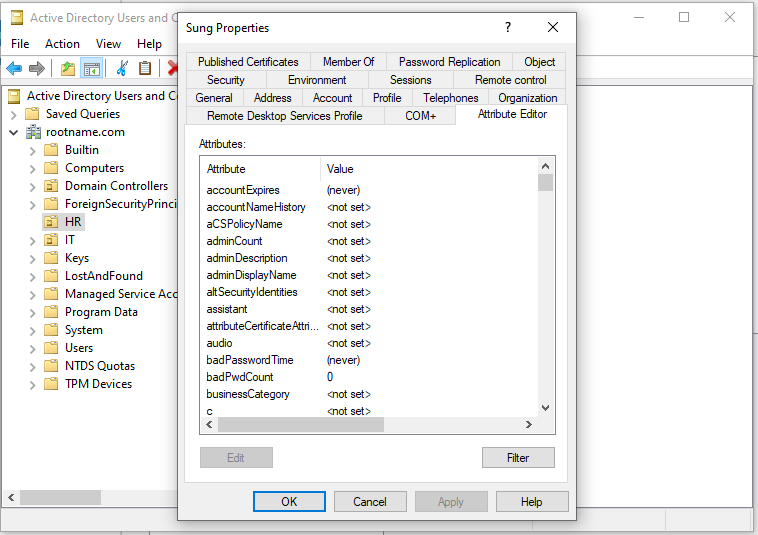 Active Directory Users and C
File Action View Help
Active Directory Users and C
Saved Queries
rootname.com
Builtin
Computers
Domain Controllers
ForeignSecurityPrinci
HR
IT
Keys
LostAndFound
Managed Service Acc
Program Data
System
Users
NTDS Quotas
TPM Devices
Sung Properties
Published Certificates Member Of Password Replication Object
Security Environment Sessions Remote control
General Address Account Profile Telephones Organization
Remote Desktop Services Profile COM+ Attribute Editor
Attributes:
Attribute Value
accountExpires (never)
accountNameHistory <not set>
aCSPolicyName <not set>
adminCount <not set>
adminDescription <not set>
adminDisplayName <not set>
altSecurityIdentities <not set>
assistant <not set>
attributeCertificateAttri... <not set>
audio <not set>
badPasswordTime (never)
badPwdCount 0
businessCategory <not set>
c <not set>
Edit Filter
OK Cancel Apply Help